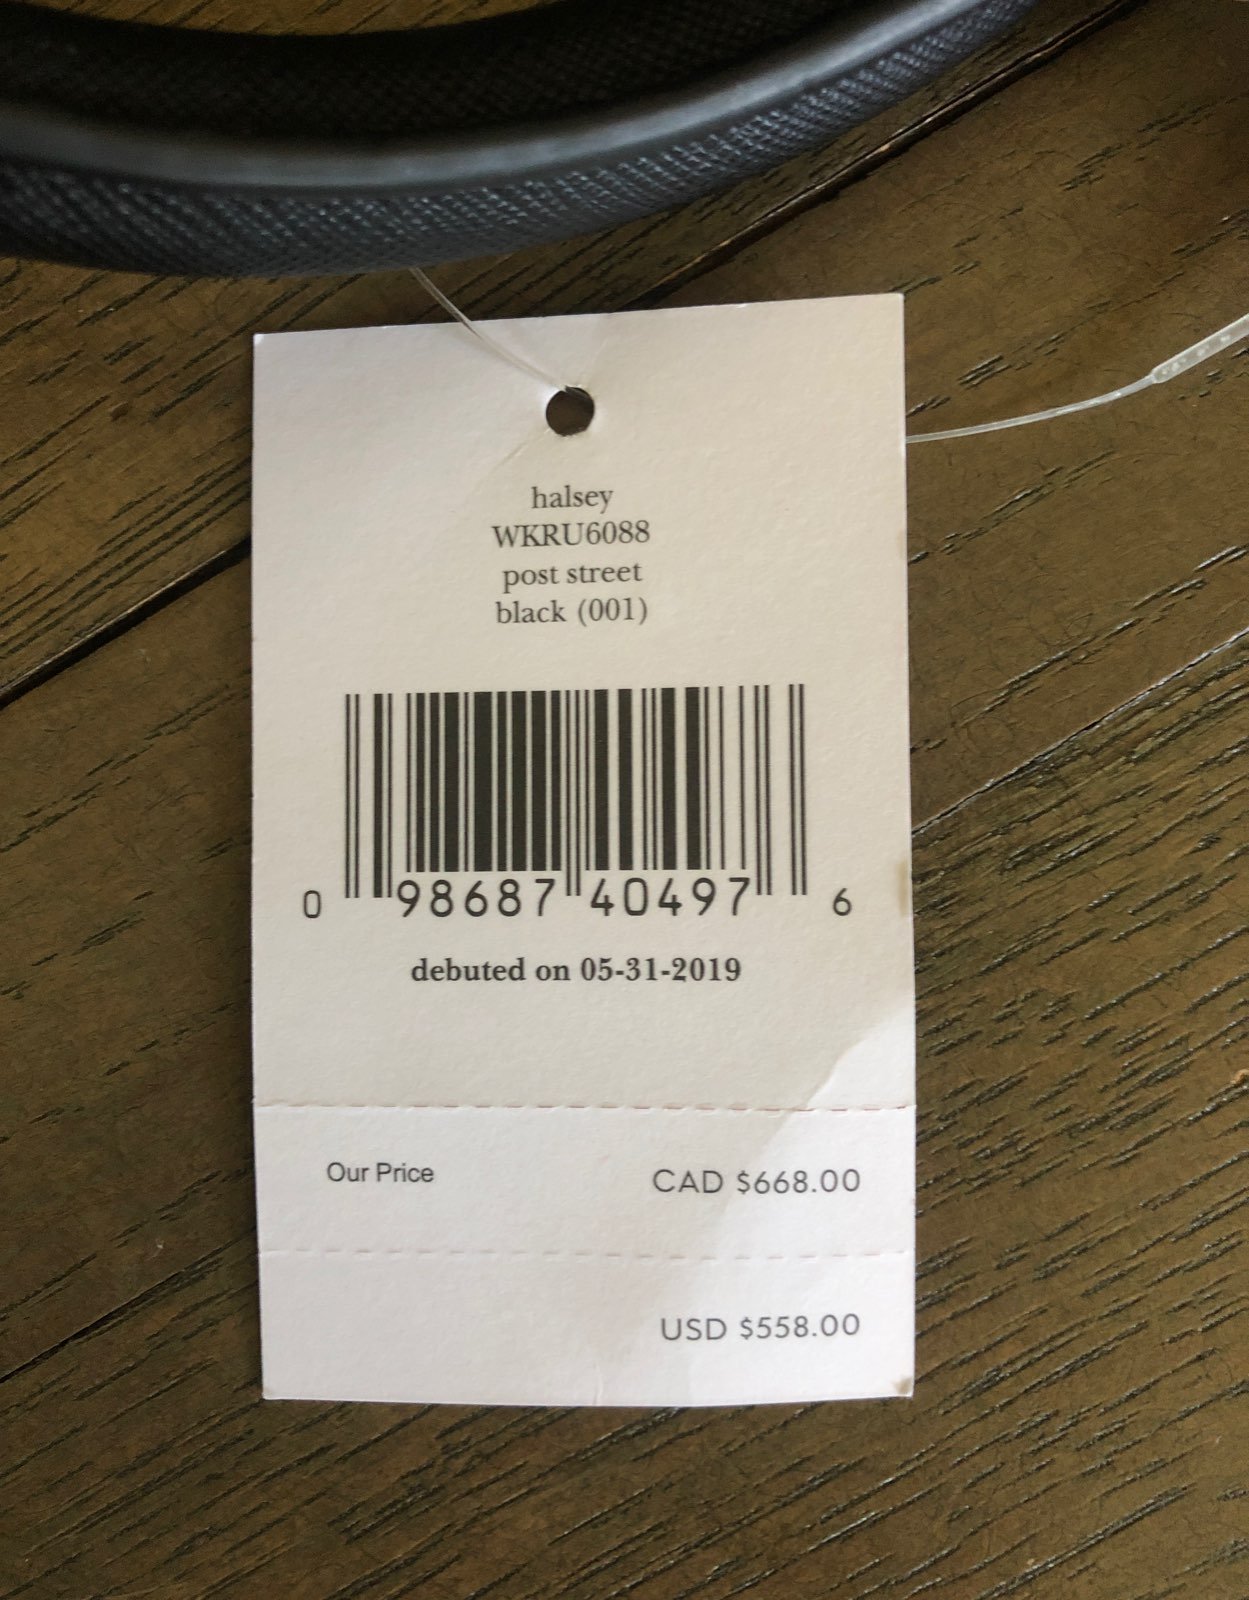 halsey
WKRU6088
post street
black (001)
0 98687 40497 6
debuted on 05-31-2019
Our Price CAD $668.00
USD $558.00